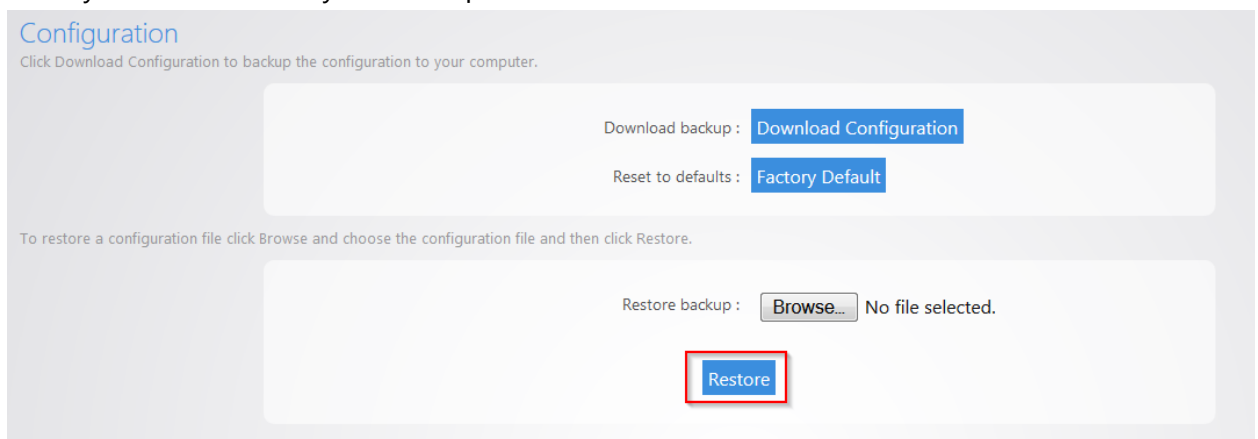 Configuration
Click Download Configuration to backup the configuration to your computer.
Download backup : Download Configuration
Reset to defaults : Factory Default
To restore a configuration file click Browse and choose the configuration file and then click Restore.
Restore backup : Browse... No file selected.
Restore